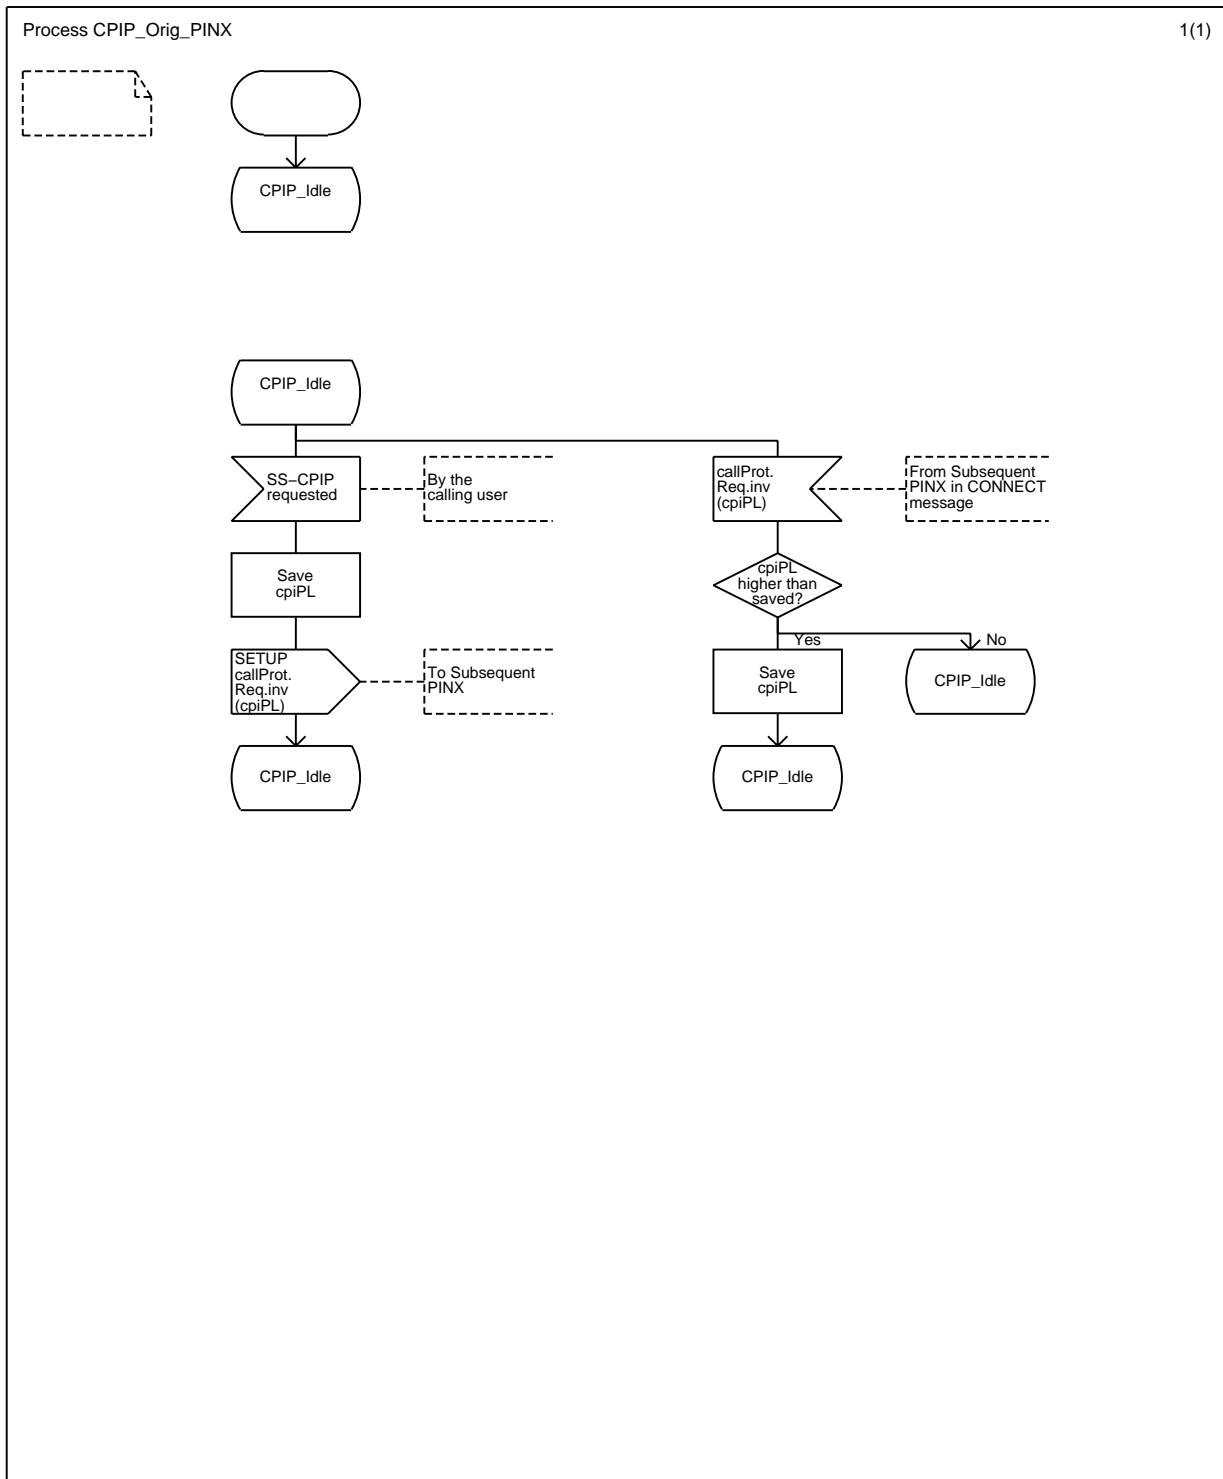 Process CPIP_Orig_PINX
1(1)
CPIP_Idle
CPIP_Idle
SS-CPIP
requested
By the
calling user
callProt.
Req.inv
(cpiPL)
From Subsequent
PINX in CONNECT
message
Save
cpiPL
cpiPL
higher than
saved?
Yes
No
SETUP
callProt.
Req.inv
(cpiPL)
To Subsequent
PINX
Save
cpiPL
CPIP_Idle
CPIP_Idle
CPIP_Idle